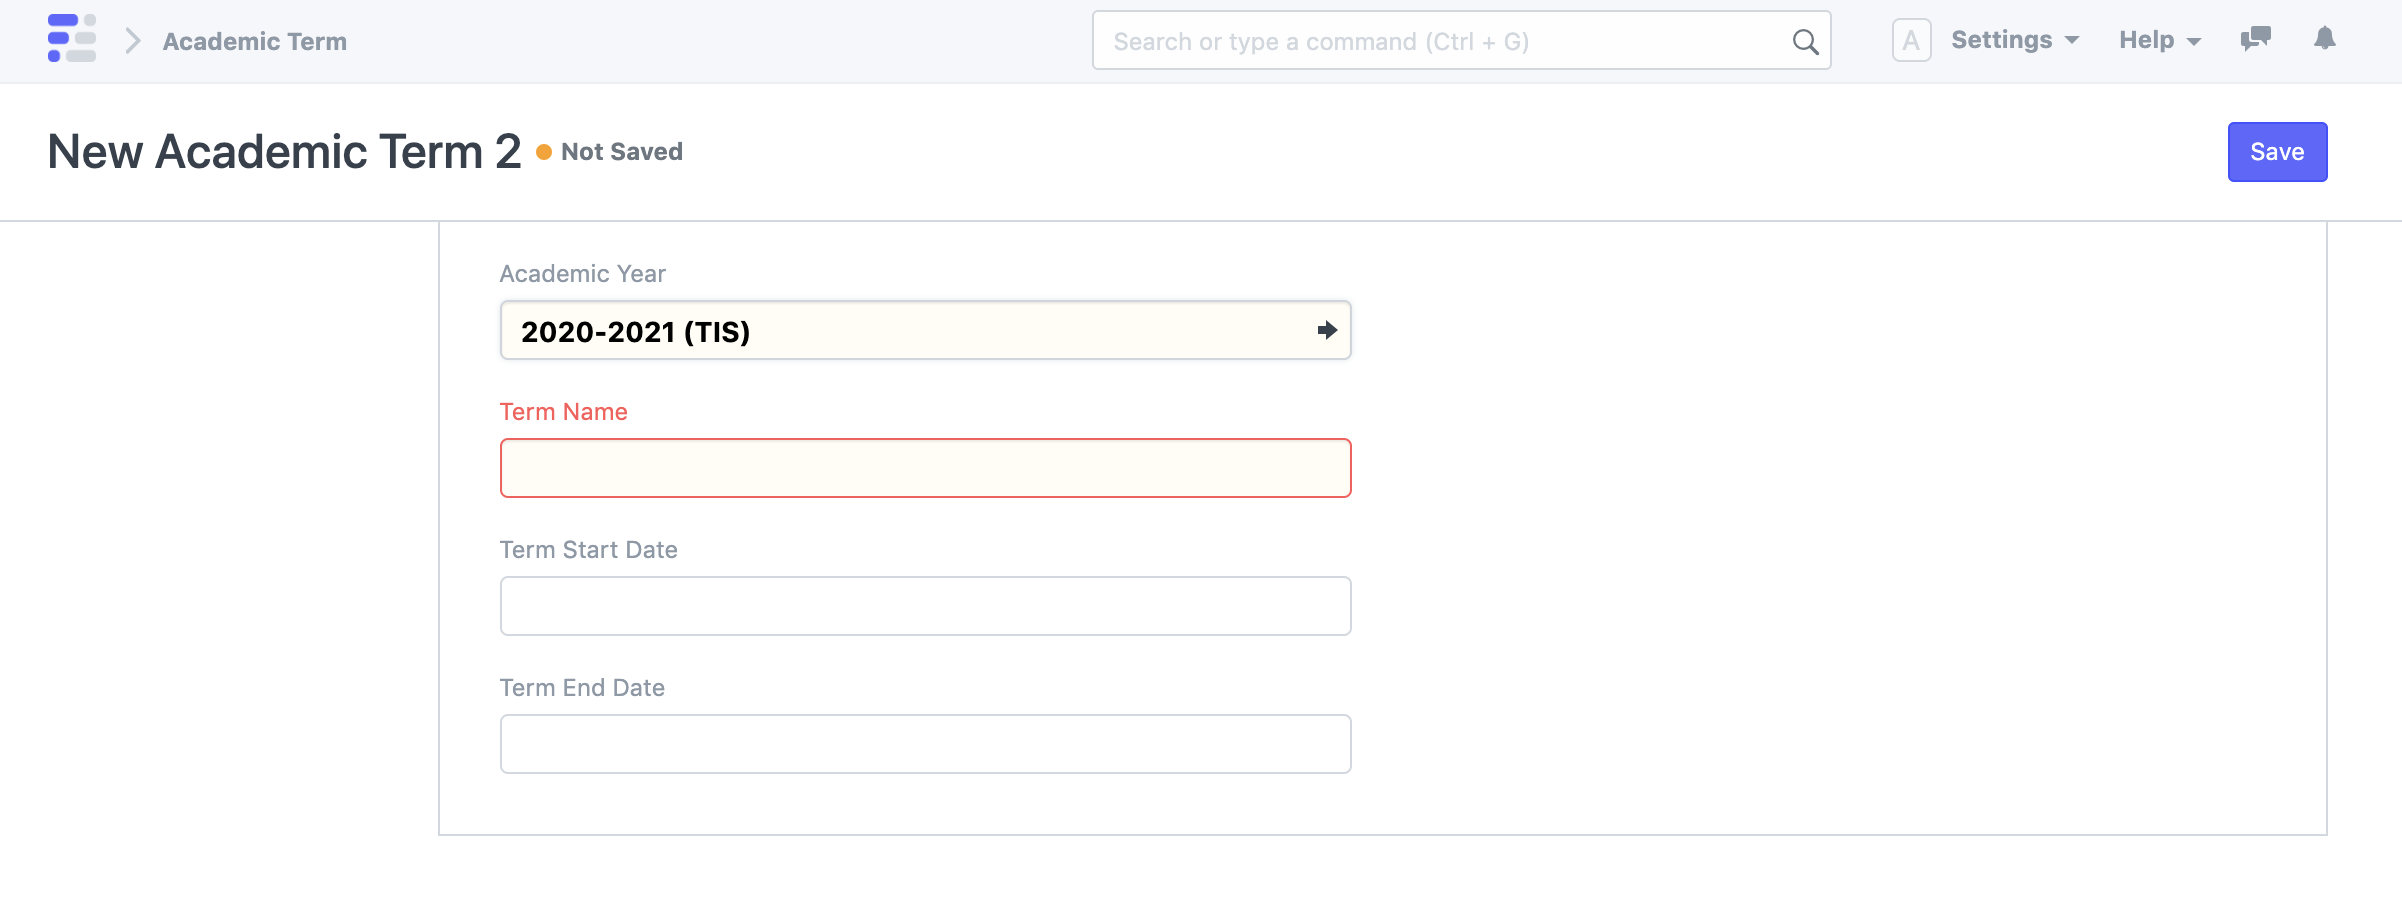 Academic Term
Search or type a command (Ctrl + G)
A
Settings
Help
New Academic Term 2
Not Saved
Save
Academic Year
2020-2021 (TIS)
Term Name
Term Start Date
Term End Date